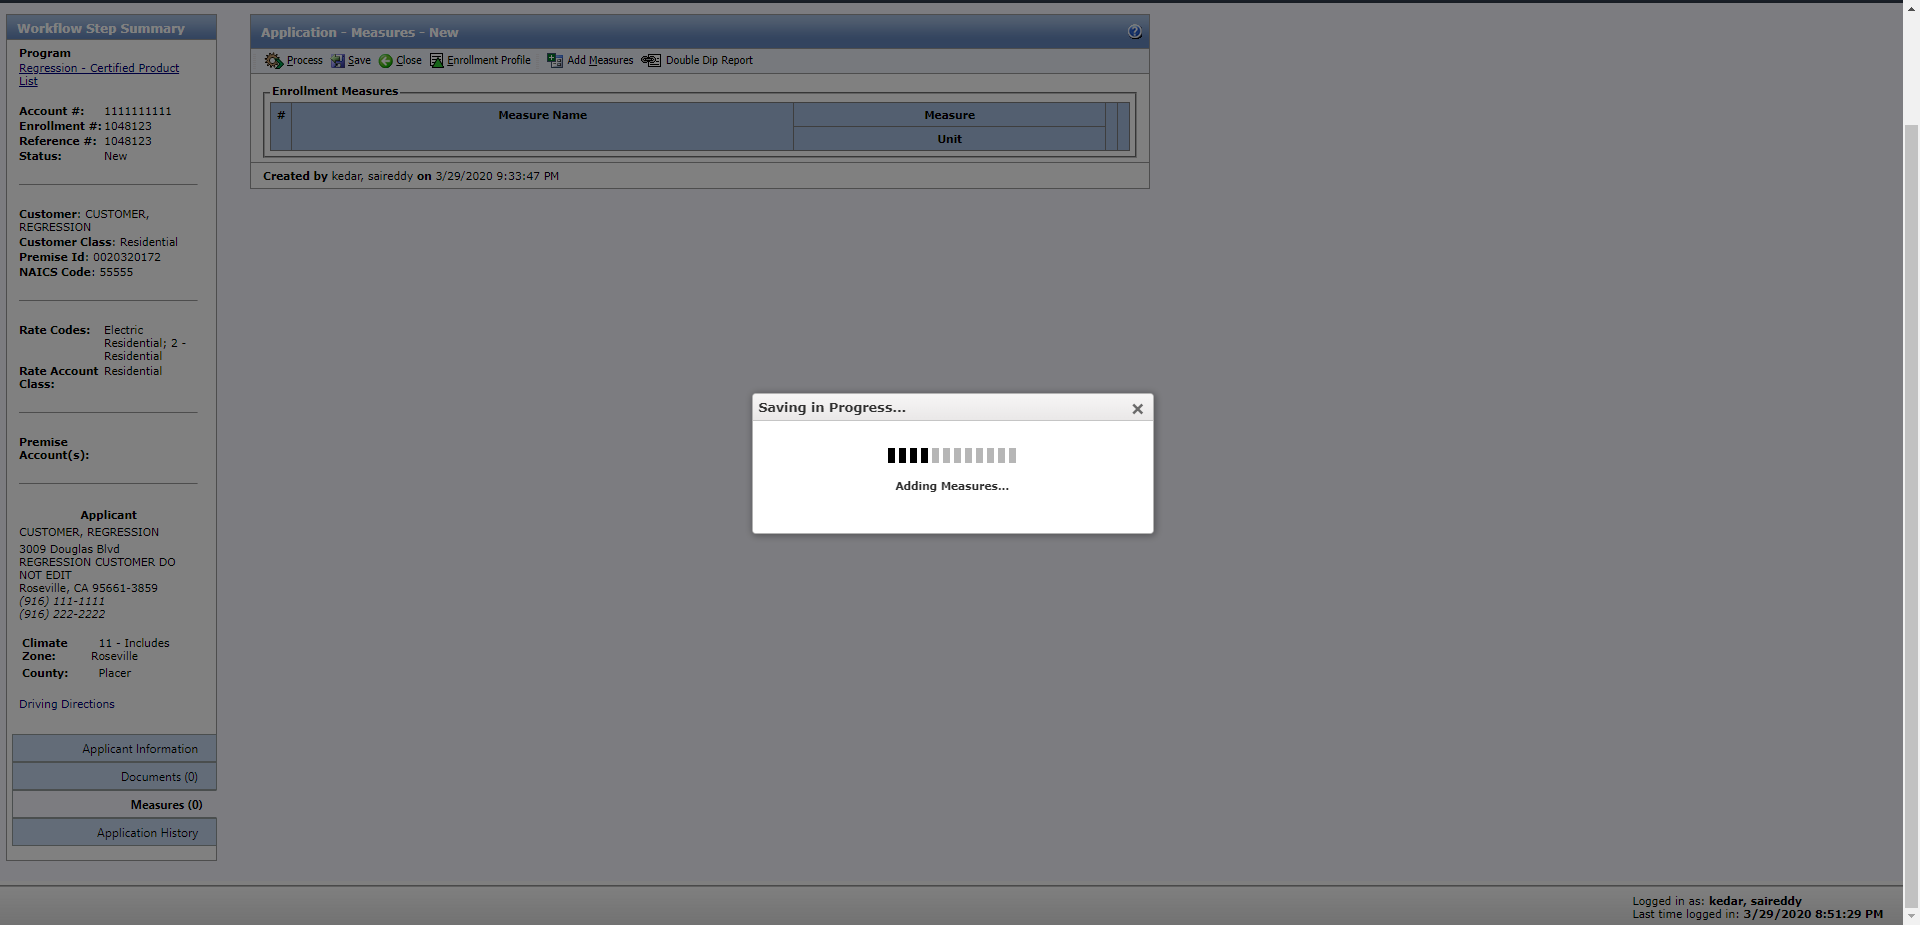 Workflow Step Summary
Program
Regression - Certified Product
List
Account #: 1111111111
Enrollment #: 1048123
Reference #: 1048123
Status: New
Customer: CUSTOMER,
REGRESSION
Customer Class: Residential
Premise Id: 0020320172
NAICS Code: 55555
Rate Codes: Electric
Residential; 2 -
Residential
Rate Account Residential
Class:
Premise
Account(s):
Applicant
CUSTOMER, REGRESSION
3009 Douglas Blvd
REGRESSION CUSTOMER DO
NOT EDIT
Roseville, CA 95661-3859
(916) 111-1111
(916) 222-2222
Climate 11 - Includes
Zone: Roseville
County: Placer
Driving Directions
Applicant Information
Documents (0)
Measures (0)
Application History
Application - Measures - New
Process Save Close Enrollment Profile Add Measures Double Dip Report
Enrollment Measures
# Measure Name Measure
Unit
Created by kedar, saireddy on 3/29/2020 9:33:47 PM
Saving in Progress...
Adding Measures...
Logged in as: kedar, saireddy
Last time logged in: 3/29/2020 8:51:29 PM